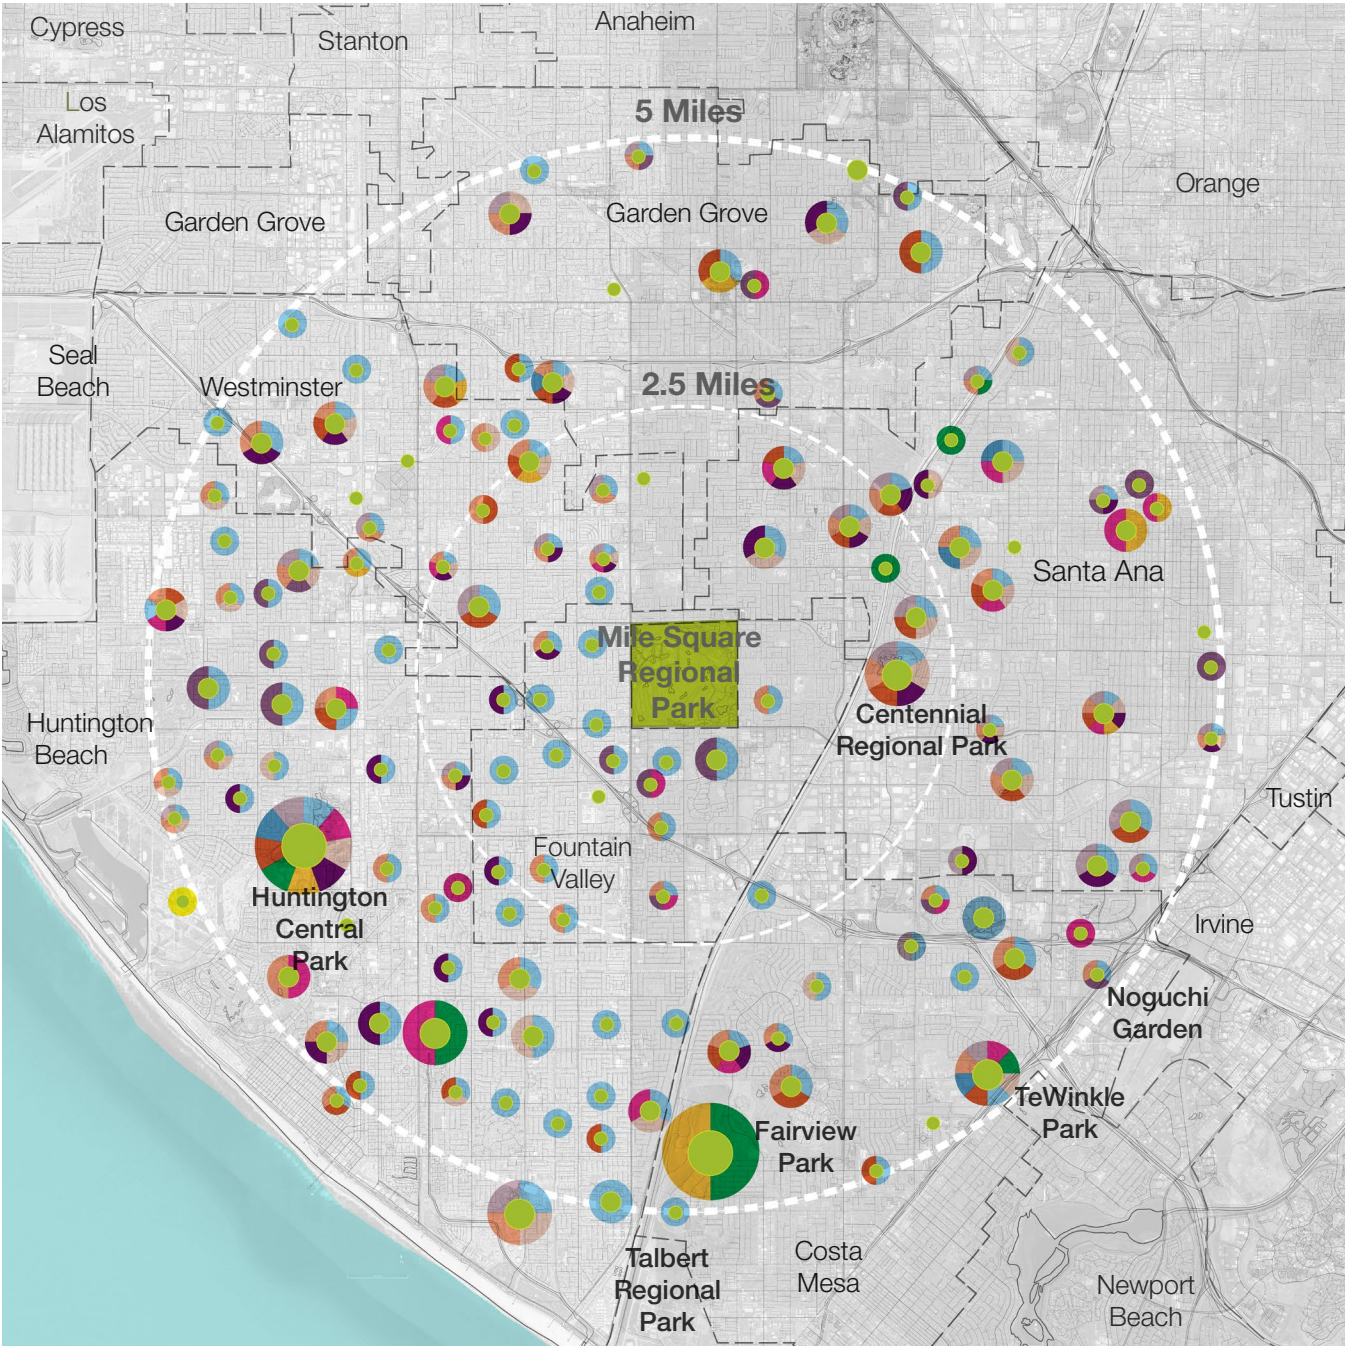 Cypress
Stanton
Anaheim
Los
Alamitos
5 Miles
Orange
Garden Grove
Garden Grove
Seal
Beach
Westminster
2.5 Miles
Santa Ana
Mile Square
Regional
Park
Huntington
Beach
Centennial
Regional Park
Tustin
Fountain
Valley
Huntington
Central
Park
Irvine
Noguchi
Garden
TeWinkle
Park
Fairview
Park
Talbert
Regional
Park
Costa
Mesa
Newport
Beach